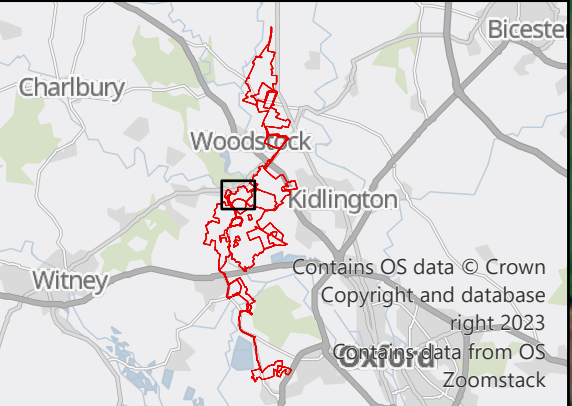 Bicester
Charlbury
Woodstock
Kidlington
Witney
Contains OS data © Crown
Copyright and database
right 2023
Oxford
Contains data from OS
Zoomstack